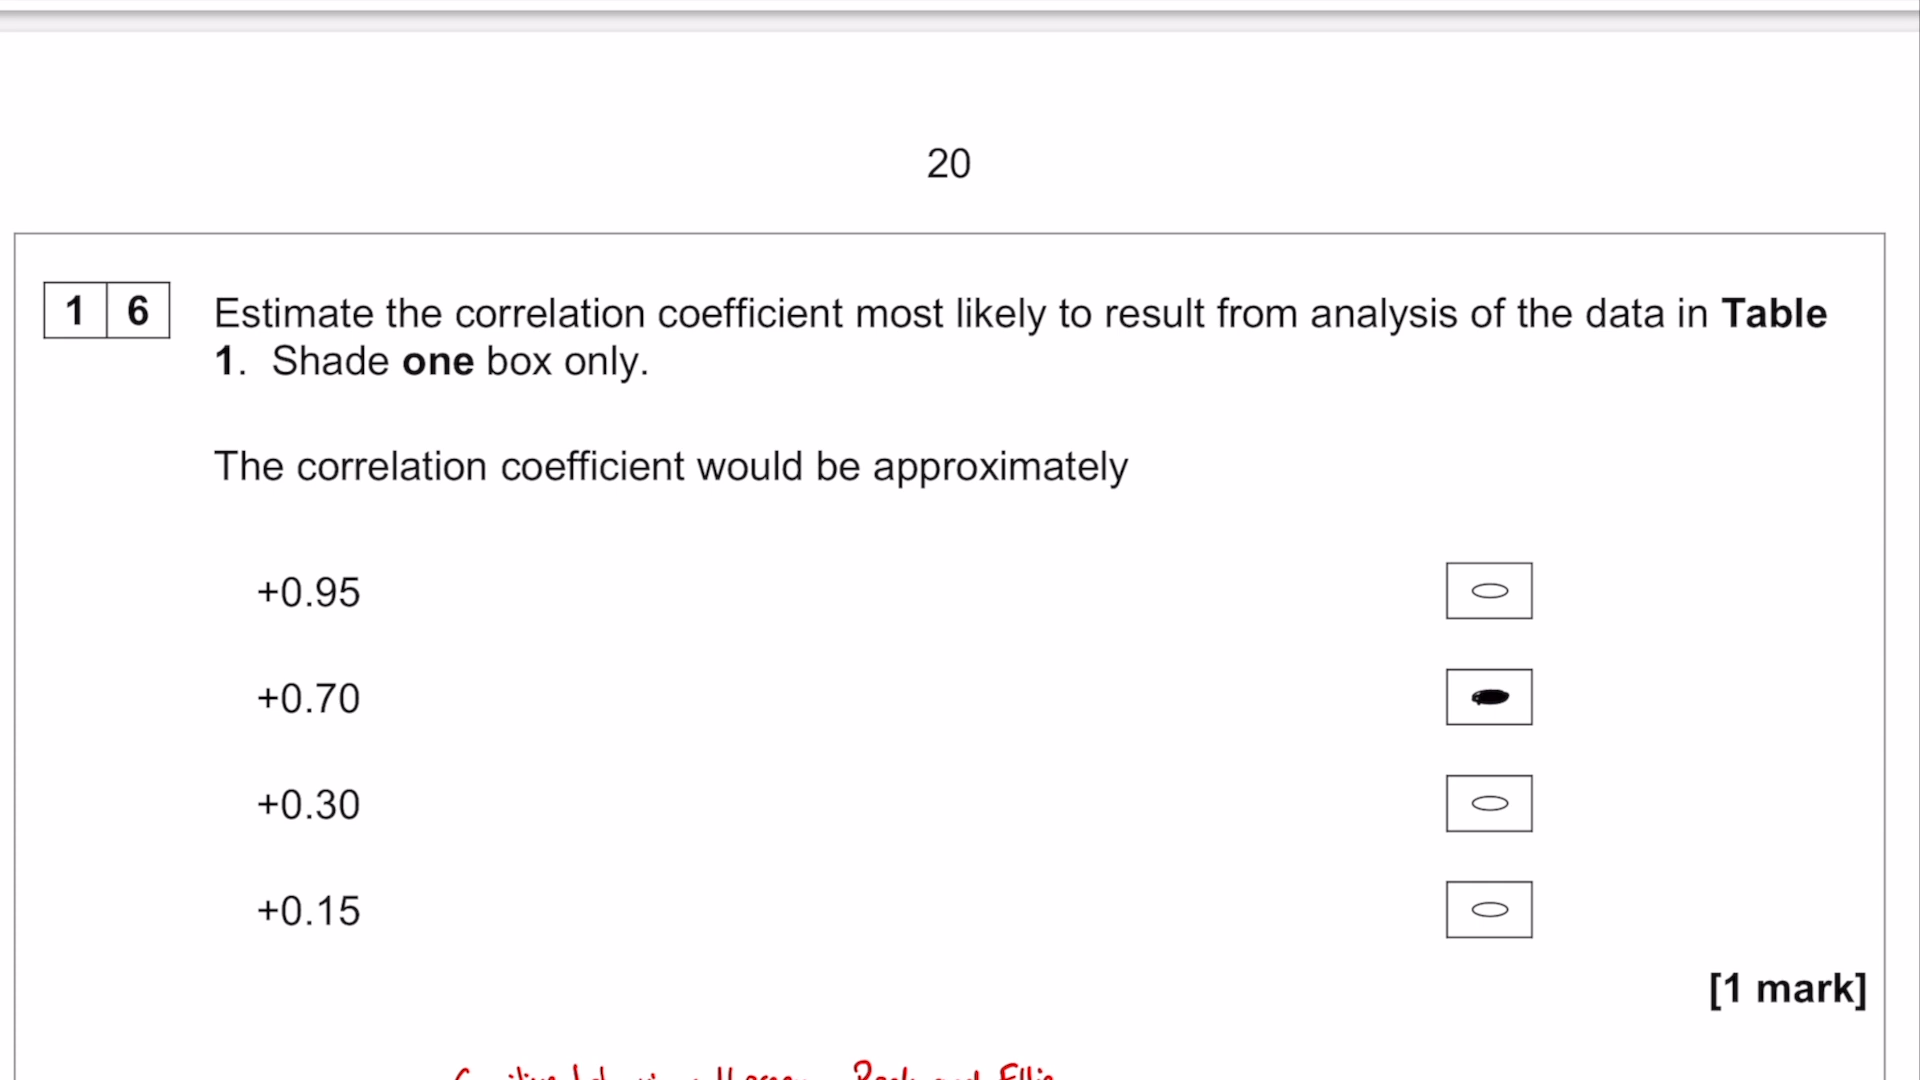 20
1 6 Estimate the correlation coefficient most likely to result from analysis of the data in Table
1. Shade one box only.
The correlation coefficient would be approximately
+0.95
+0.70
+0.30
+0.15
[1 mark]
and